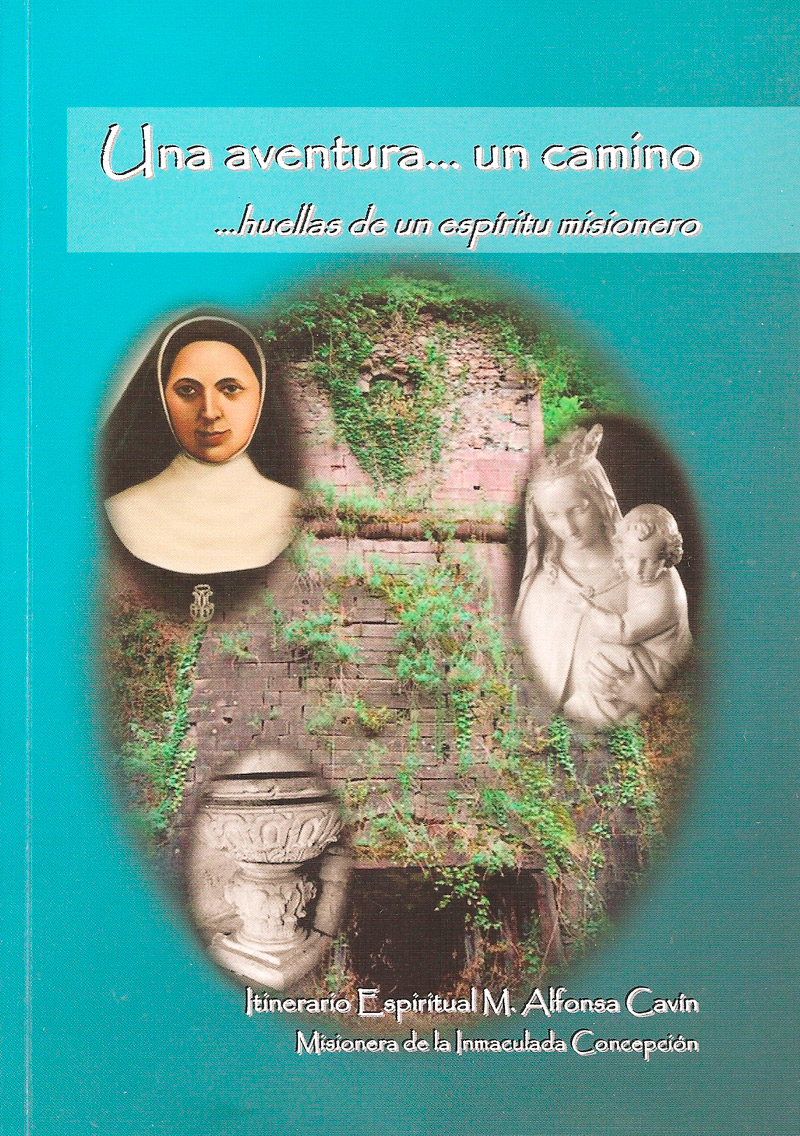 Una aventura... un camino
...huellas de un espíritu misionero
Itinerario Espiritual M. Alfonsa Cavin
Misionera de la Inmaculada Concepción